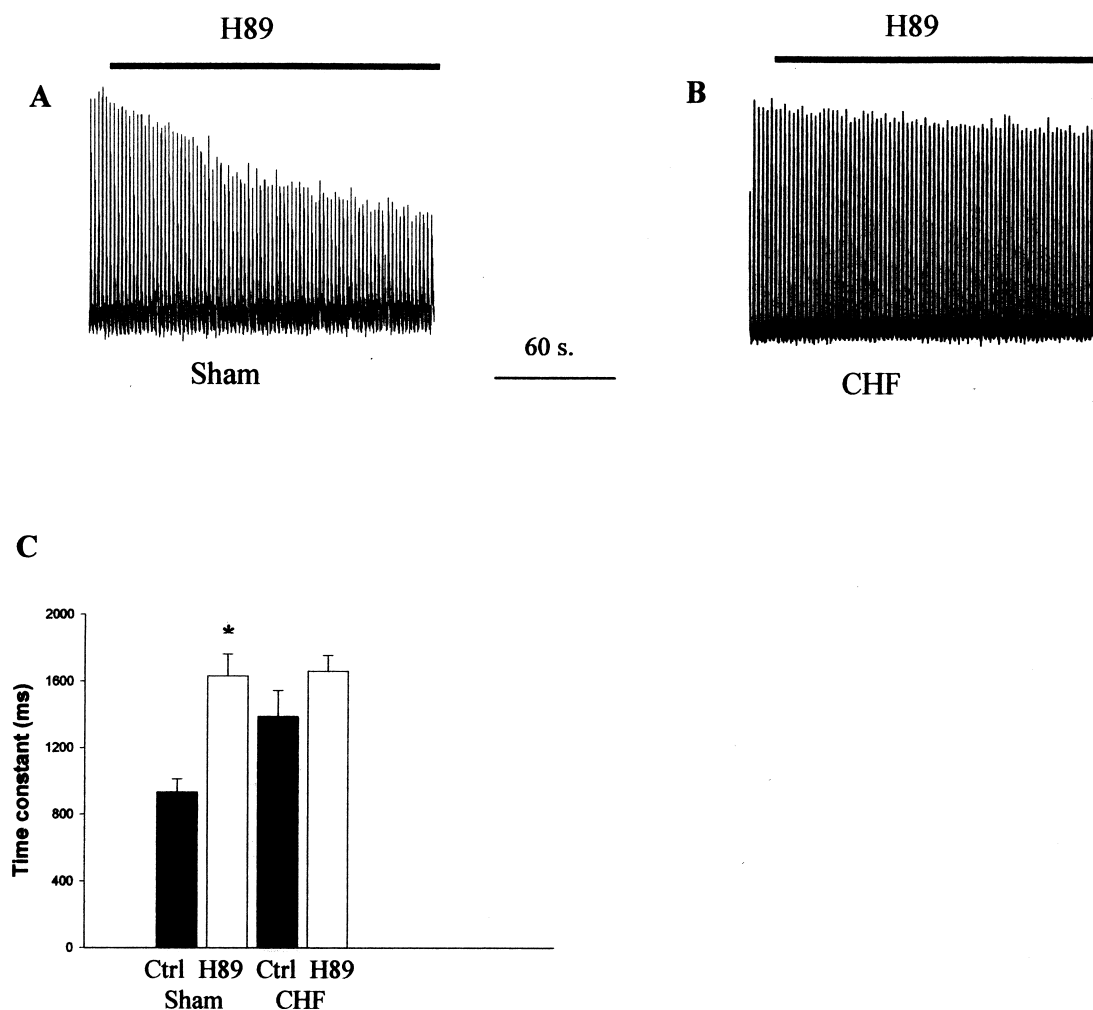 H89
H89
A
B
60 s.
Sham
CHF
C
2000
*
1600
1200
800
400
0
Time constant (ms)
Ctrl H89 Ctrl H89
Sham CHF